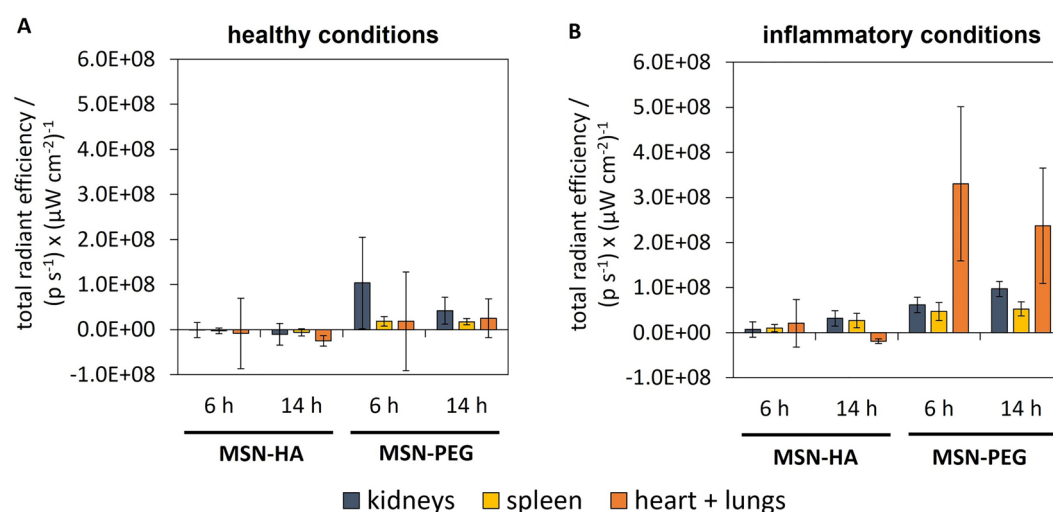 A
healthy conditions
total radiant efficiency /
(p s⁻¹) x (µW cm⁻²)⁻¹
6.0E+08
5.0E+08
4.0E+08
3.0E+08
2.0E+08
1.0E+08
0.0E+00
-1.0E+08
6 h 14 h 6 h 14 h
MSN-HA MSN-PEG
B
inflammatory conditions
total radiant efficiency /
(p s⁻¹) x (µW cm⁻²)⁻¹
6.0E+08
5.0E+08
4.0E+08
3.0E+08
2.0E+08
1.0E+08
0.0E+00
-1.0E+08
6 h 14 h 6 h 14 h
MSN-HA MSN-PEG
kidneys spleen heart + lungs